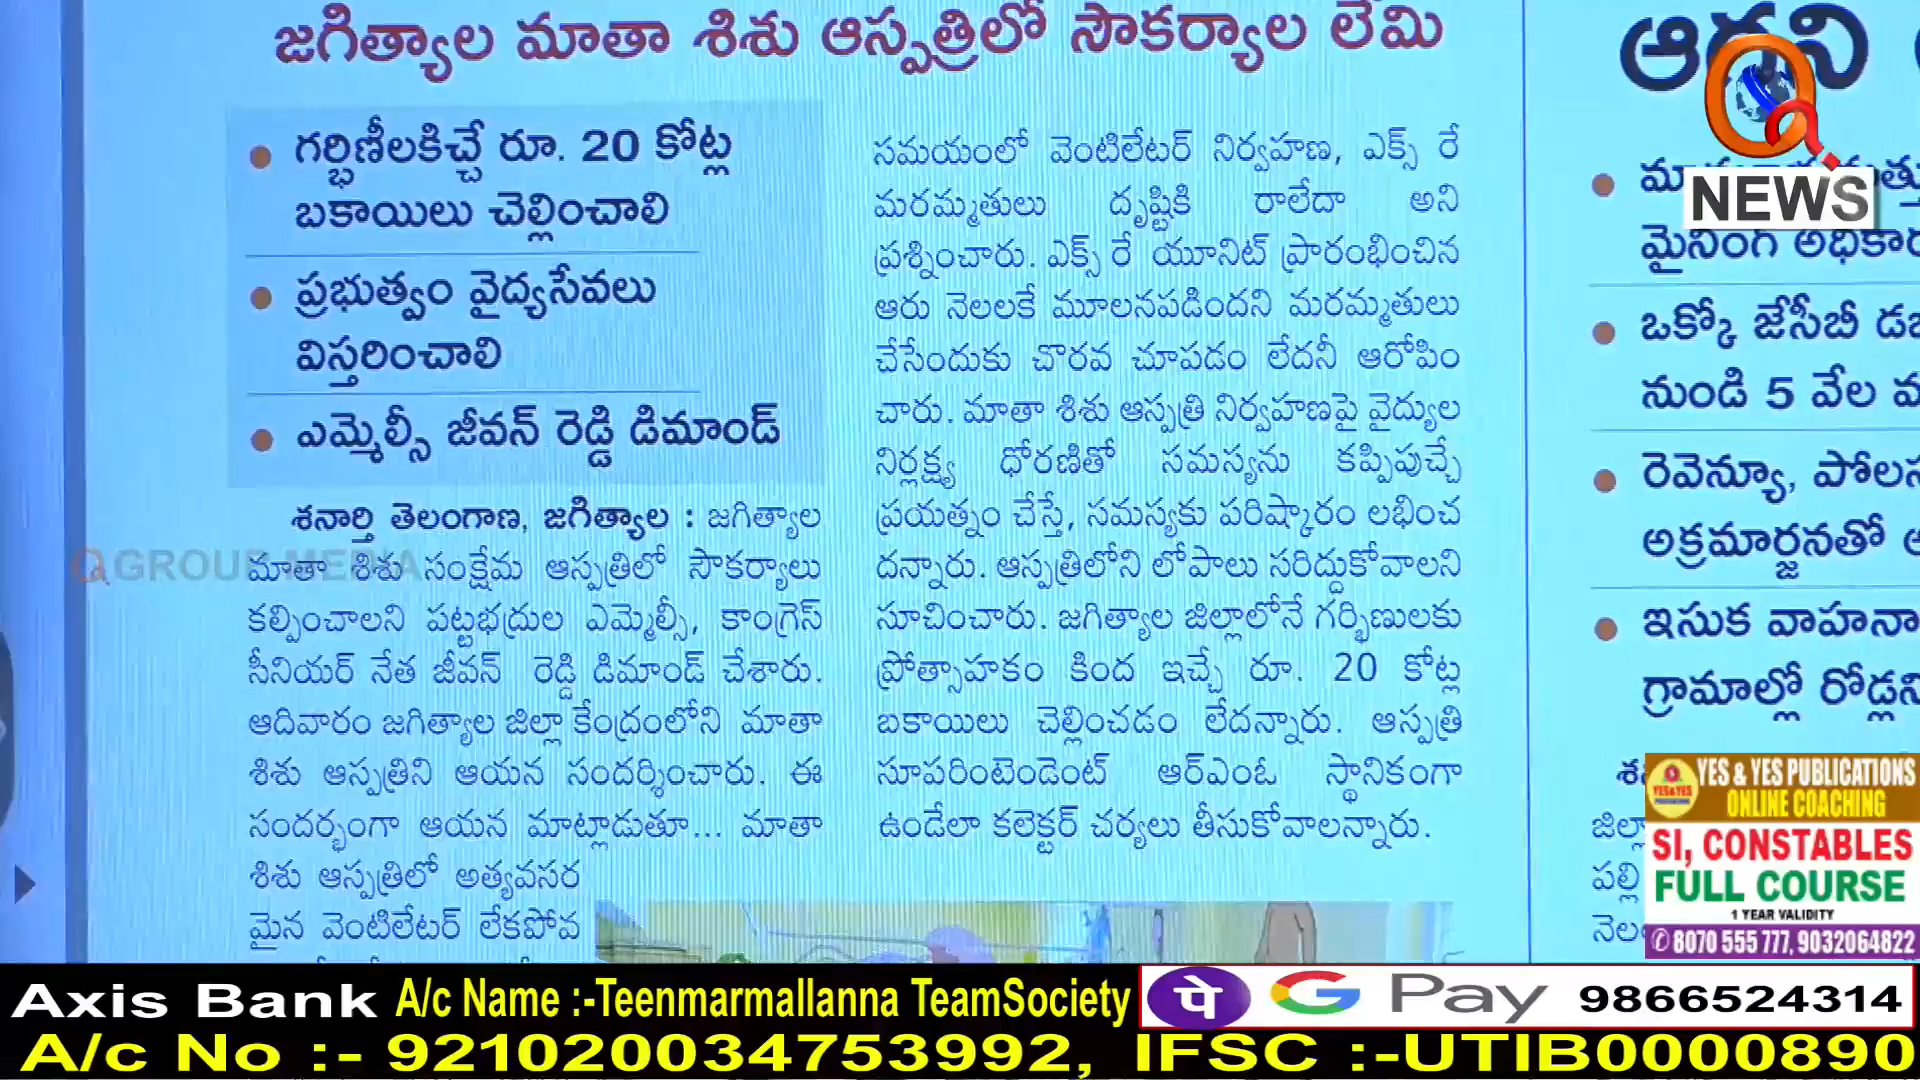 జగిత్యాల మాతా శిశు ఆస్పత్రిలో సౌకర్యాల లేమి
• గర్భిణీలకిచ్చే రూ. 20 కోట్ల
బకాయిలు చెల్లించాలి
• ప్రభుత్వం వైద్యసేవలు
విస్తరించాలి
• ఎమ్మెల్సీ జీవన్ రెడ్డి డిమాండ్
శనార్తి తెలంగాణ, జగిత్యాల : జగిత్యాల
మాతా శిశు సంక్షేమ ఆస్పత్రిలో సౌకర్యాలు
కల్పించాలని పట్టభద్రుల ఎమ్మెల్సీ, కాంగ్రెస్
సీనియర్ నేత జీవన్ రెడ్డి డిమాండ్ చేశారు.
ఆదివారం జగిత్యాల జిల్లా కేంద్రంలోని మాతా
శిశు ఆస్పత్రిని ఆయన సందర్శించారు. ఈ
సందర్భంగా ఆయన మాట్లాడుతూ... మాతా
శిశు ఆస్పత్రిలో అత్యవసర
మైన వెంటిలేటర్ లేకపోవ
సమయంలో వెంటిలేటర్ నిర్వహణ, ఎక్స్ రే
మరమ్మతులు దృష్టికి రాలేదా అని
ప్రశ్నించారు. ఎక్స్ రే యూనిట్ ప్రారంభించిన
ఆరు నెలలకే మూలనపడిందని మరమ్మతులు
చేసేందుకు చొరవ చూపడం లేదనీ ఆరోపిం
చారు. మాతా శిశు ఆస్పత్రి నిర్వహణపై వైద్యుల
నిర్లక్ష్య ధోరణితో సమస్యను కప్పిపుచ్చే
ప్రయత్నం చేస్తే, సమస్యకు పరిష్కారం లభించ
దన్నారు. ఆస్పత్రిలోని లోపాలు సరిద్దుకోవాలని
సూచించారు. జగిత్యాల జిల్లాలోనే గర్భిణులకు
ప్రోత్సాహకం కింద ఇచ్చే రూ. 20 కోట్ల
బకాయిలు చెల్లించడం లేదన్నారు. ఆస్పత్రి
సూపరింటెండెంట్ ఆర్ఎంఓ స్థానికంగా
ఉండేలా కలెక్టర్ చర్యలు తీసుకోవాలన్నారు.
మైనింగ్ అధికార
• ఒక్కో జేసీబీ
నుండి 5 వేల
• రెవెన్యూ,
అక్రమార్జనతో
• ఇసుక
గ్రామాల్లో
జిల్లా
పల్లి
Q NEWS
Q GROUP MEDIA
YES & YES PUBLICATIONS
ONLINE COACHING
SI, CONSTABLES
FULL COURSE
1 YEAR VALIDITY
8070 555 777, 9032064822
Axis Bank A/c Name :-Teenmarmallanna TeamSociety
पे G Pay 9866524314
A/c No :- 921020034753992, IFSC :-UTIB0000890